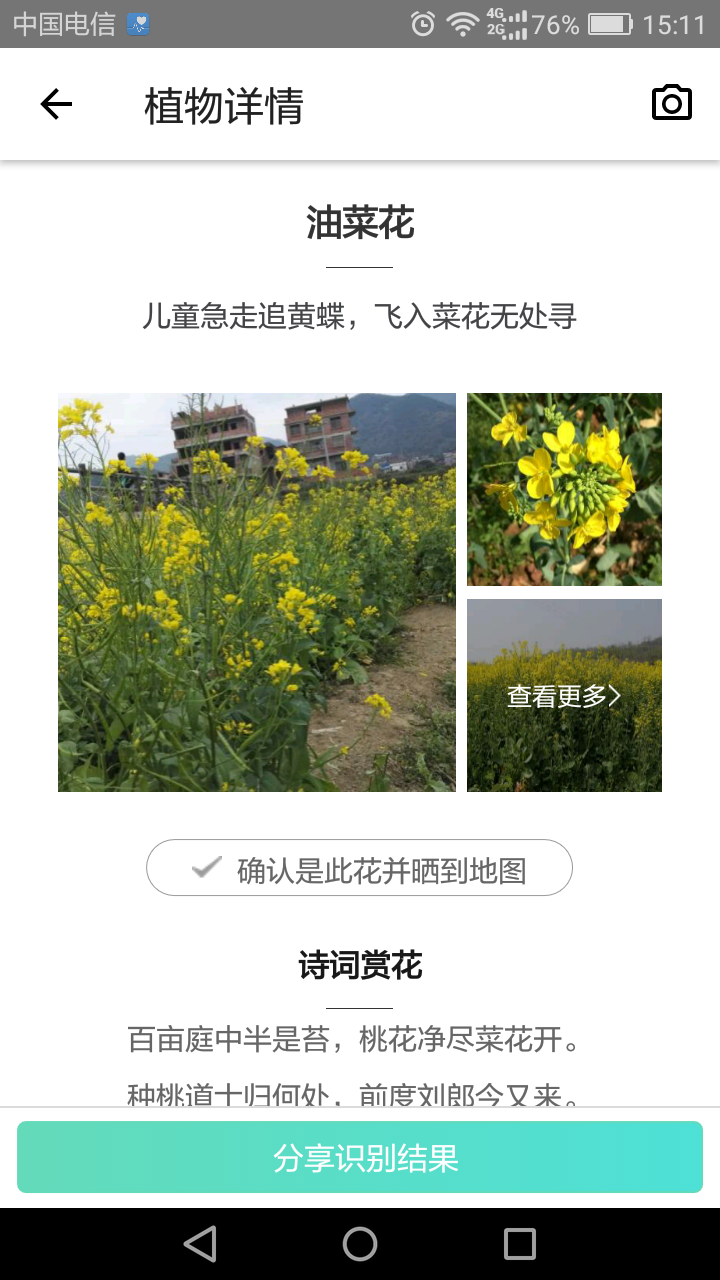 中国电信 4G 2G 76% 15:11
植物详情
油菜花
儿童急走追黄蝶，飞入菜花无处寻
查看更多
确认是此花并晒到地图
诗词赏花
百亩庭中半是苔，桃花净尽菜花开。
种桃道士归何处，前度刘郎今又来。
分享识别结果